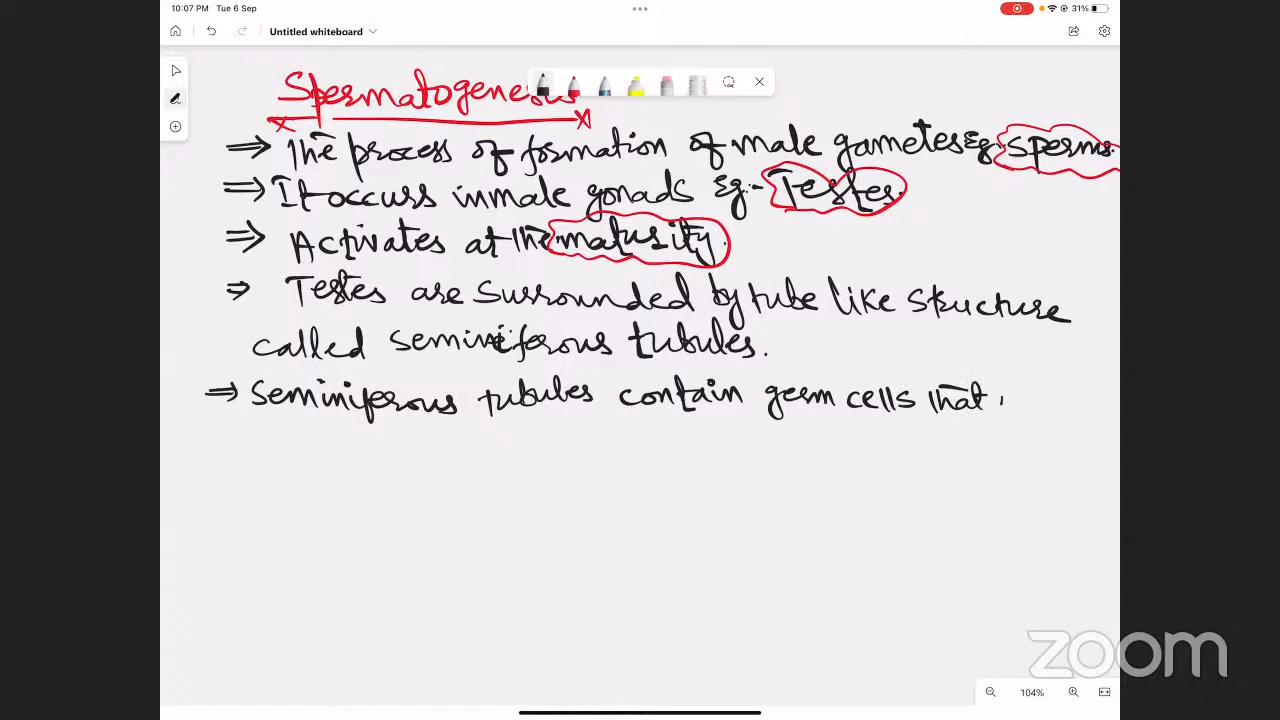 10:07 PM Tue 6 Sep
31%
Untitled whiteboard
Spermatogenesis
⇒ The process of formation of male gametes Eg:- Sperms.
⇒ It occurs in male gonads Eg:- Testes.
⇒ Activates at the maturity.
⇒ Testes are surrounded by tube like structure
called seminiferous tubules.
⇒ Seminiferous tubules contain germ cells that
zoom
104%